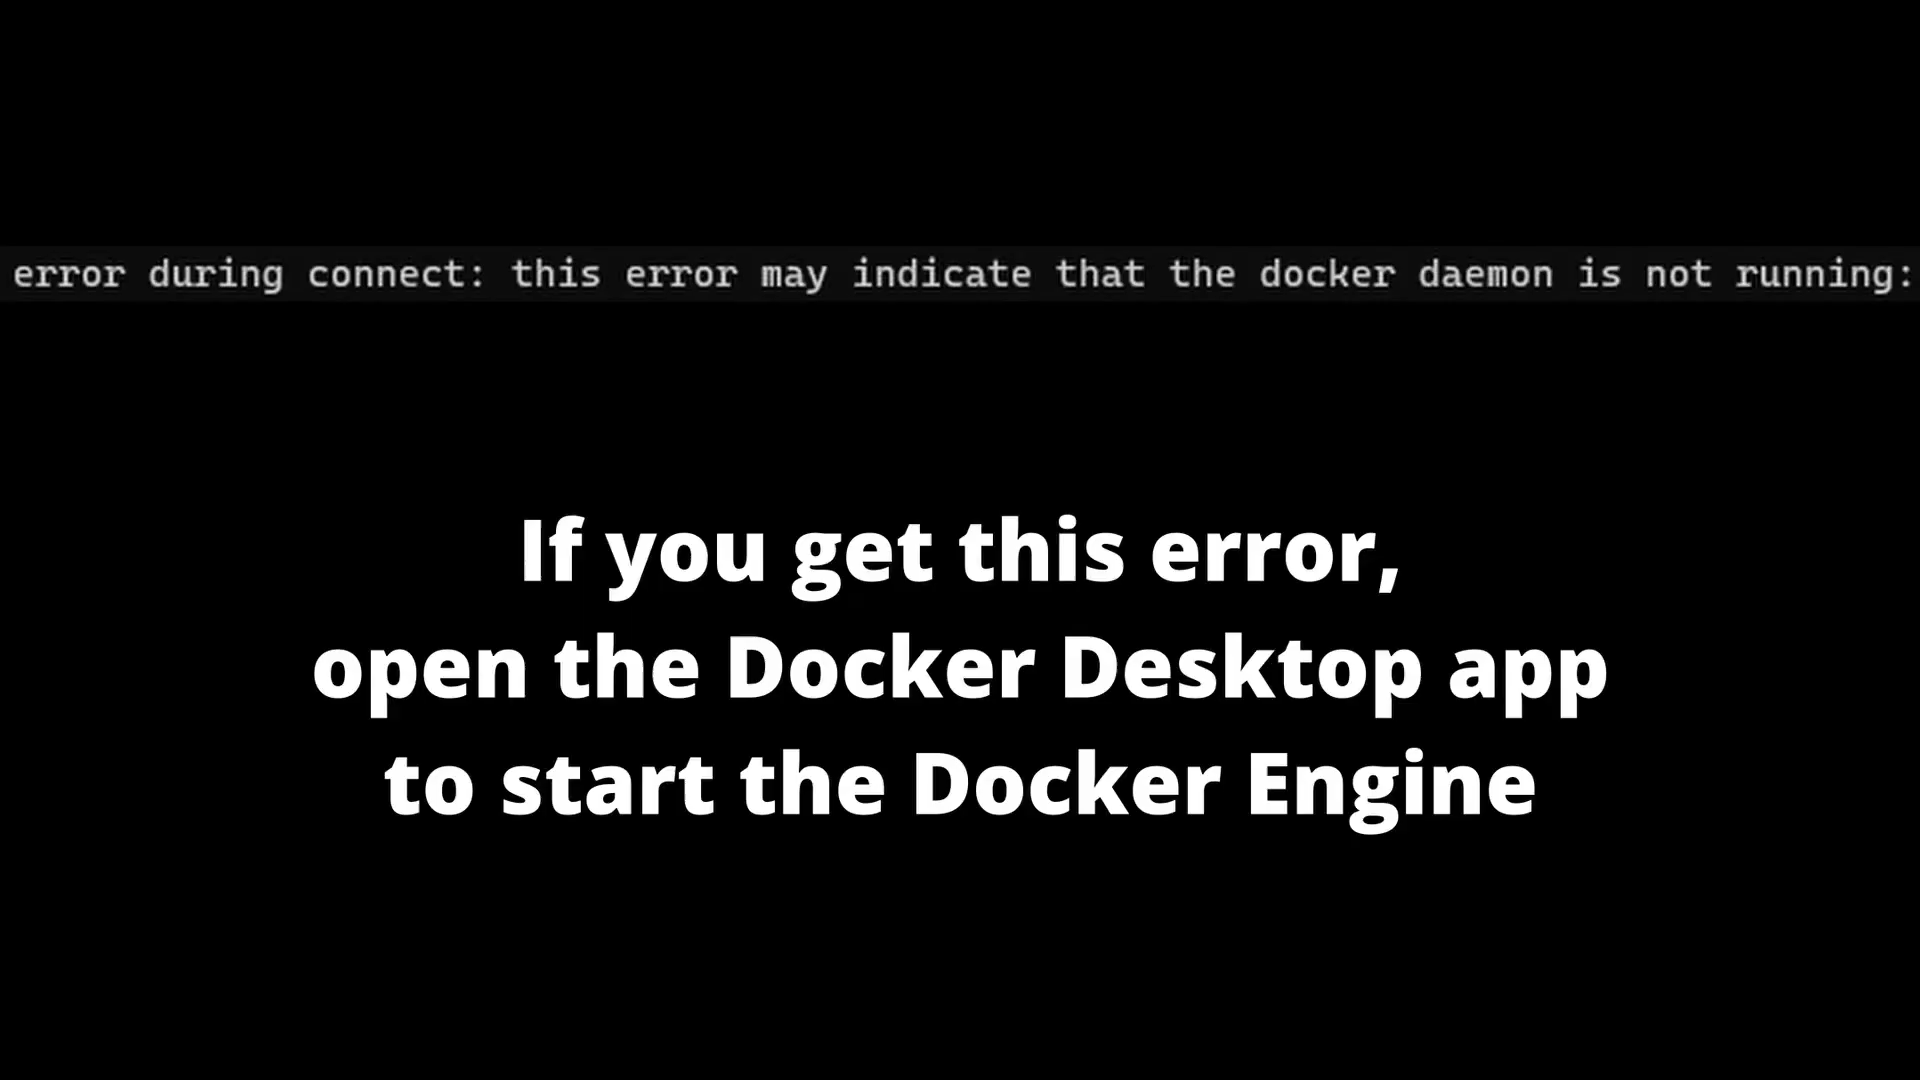 error during connect: this error may indicate that the docker daemon is not running:
If you get this error,
open the Docker Desktop app
to start the Docker Engine